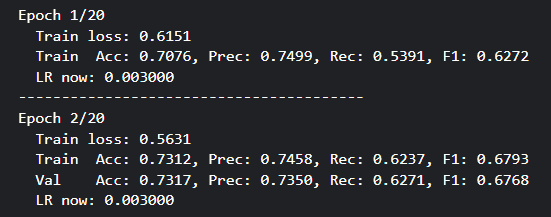 Epoch 1/20
Train loss: 0.6151
Train Acc: 0.7076, Prec: 0.7499, Rec: 0.5391, F1: 0.6272
LR now: 0.003000
----------------------------------------
Epoch 2/20
Train loss: 0.5631
Train Acc: 0.7312, Prec: 0.7458, Rec: 0.6237, F1: 0.6793
Val Acc: 0.7317, Prec: 0.7350, Rec: 0.6271, F1: 0.6768
LR now: 0.003000